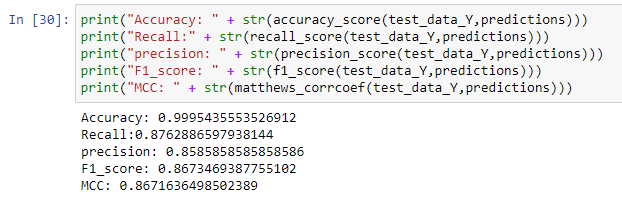 In [30]: print("Accuracy: " + str(accuracy_score(test_data_Y,predictions)))
print("Recall:" + str(recall_score(test_data_Y,predictions)))
print("precision: " + str(precision_score(test_data_Y,predictions)))
print("F1_score: " + str(f1_score(test_data_Y,predictions)))
print("MCC: " + str(matthews_corrcoef(test_data_Y,predictions)))
Accuracy: 0.9995435553526912
Recall:0.8762886597938144
precision: 0.8585858585858586
F1_score: 0.8673469387755102
MCC: 0.8671636498502389